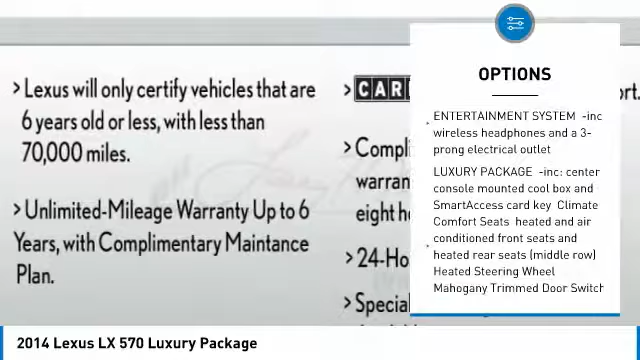 > Lexus will only certify vehicles that are
6 years old or less, with less than
70,000 miles.
> Unlimited-Mileage Warranty Up to 6
Years, with Complimentary Maintance
Plan.
> CAR
ort.
> Compli
warran
eight h
> 24-Ho
> Special
OPTIONS
ENTERTAINMENT SYSTEM -inc
wireless headphones and a 3-
prong electrical outlet
LUXURY PACKAGE -inc: center
console mounted cool box and
SmartAccess card key Climate
Comfort Seats heated and air
conditioned front seats and
heated rear seats (middle row)
Heated Steering Wheel
Mahogany Trimmed Door Switch
2014 Lexus LX 570 Luxury Package